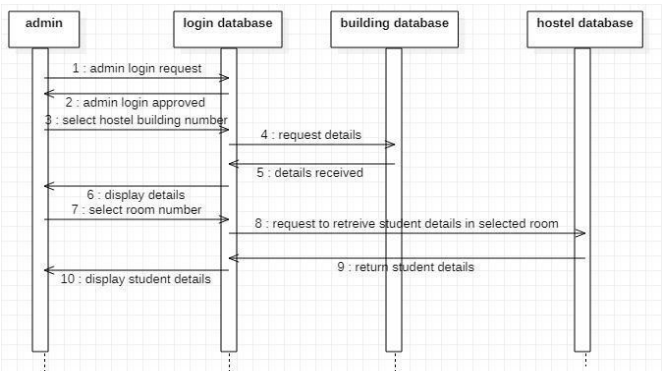 admin
login database
building database
hostel database
1 : admin login request
2 : admin login approved
3 : select hostel building number
4 : request details
5 : details received
6 : display details
7 : select room number
8 : request to retreive student details in selected room
9 : return student details
10 : display student details